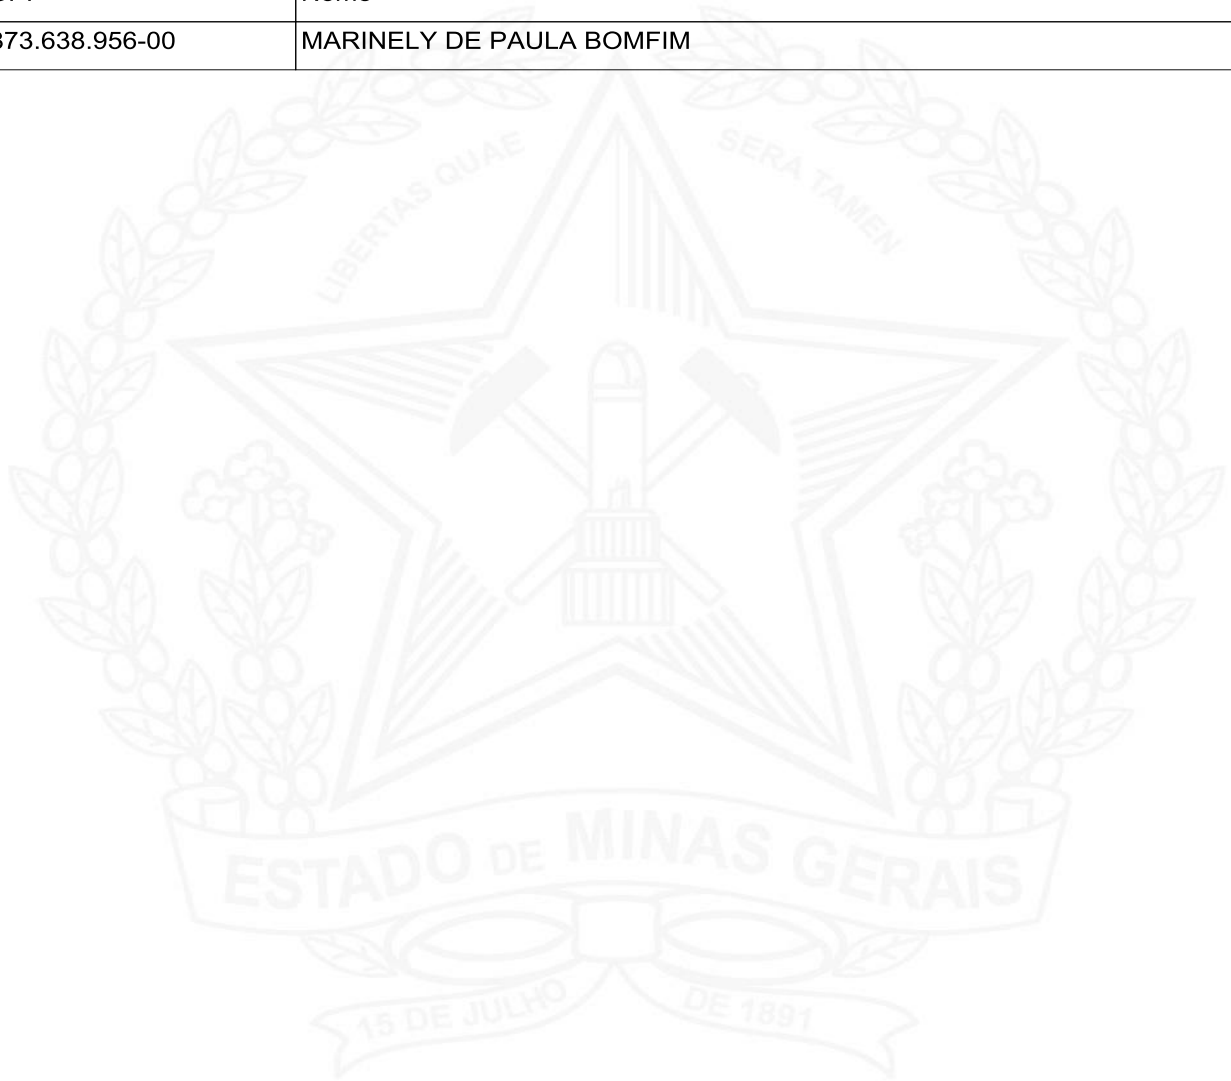 873.638.956-00 MARINELY DE PAULA BOMFIM
LIBERTAS QUAE SERA TAMEN
ESTADO DE MINAS GERAIS
15 DE JULHO DE 1891